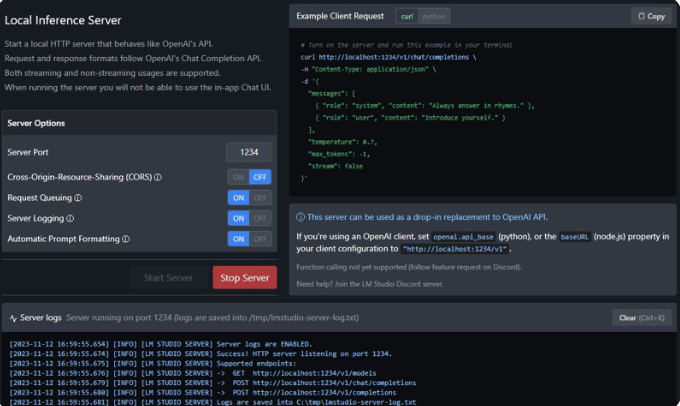 Local Inference Server
Start a local HTTP server that behaves like OpenAI's API.
Request and response formats follow OpenAI's Chat Completion API.
Both streaming and non-streaming usages are supported.
When running the server you will not be able to use the in-app Chat UI.
Server Options
Server Port 1234
Cross-Origin-Resource-Sharing (CORS) ON OFF
Request Queuing ON OFF
Server Logging ON OFF
Automatic Prompt Formatting ON OFF
Start Server Stop Server
Example Client Request curl python Copy
# Turn on the server and run this example in your terminal
curl http://localhost:1234/v1/chat/completions \
-H "Content-Type: application/json" \
-d '{
"messages": [
{ "role": "system", "content": "Always answer in rhymes." },
{ "role": "user", "content": "Introduce yourself." }
],
"temperature": 0.7,
"max_tokens": -1,
"stream": false
}'
This server can be used as a drop-in replacement to OpenAI API.
If you're using an OpenAI client, set openai.api_base (python), or the baseURL (node.js) property in
your client configuration to "http://localhost:1234/v1".
Function calling not yet supported (follow feature request on Discord).
Need help? Join the LM Studio Discord server.
Server logs Server running on port 1234 (logs are saved into /tmp/lmstudio-server-log.txt) Clear (Ctrl+K)
[2023-11-12 16:59:55.654] [INFO] [LM STUDIO SERVER] Server logs are ENABLED.
[2023-11-12 16:59:55.674] [INFO] [LM STUDIO SERVER] Success! HTTP server listening on port 1234.
[2023-11-12 16:59:55.675] [INFO] [LM STUDIO SERVER] Supported endpoints:
[2023-11-12 16:59:55.676] [INFO] [LM STUDIO SERVER] -> GET http://localhost:1234/v1/models
[2023-11-12 16:59:55.679] [INFO] [LM STUDIO SERVER] -> POST http://localhost:1234/v1/chat/completions
[2023-11-12 16:59:55.680] [INFO] [LM STUDIO SERVER] -> POST http://localhost:1234/v1/completions
[2023-11-12 16:59:55.681] [INFO] [LM STUDIO SERVER] Logs are saved into C:\tmp\lmstudio-server-log.txt